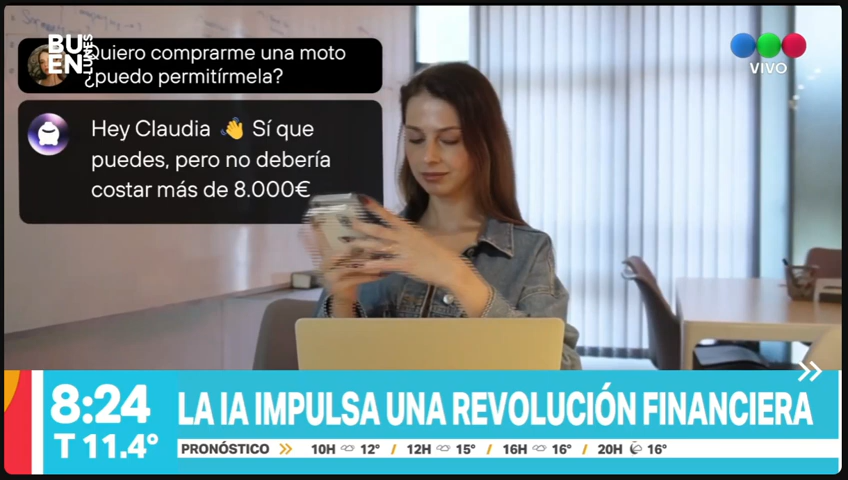 BUEN
LUNES
Quiero comprarme una moto
¿puedo permitírmela?
Hey Claudia 👋 Sí que
puedes, pero no debería
costar más de 8.000€
VIVO
8:24
T 11.4°
LA IA IMPULSA UNA REVOLUCIÓN FINANCIERA
PRONÓSTICO 10H 12° / 12H 15° / 16H 16° / 20H 16°